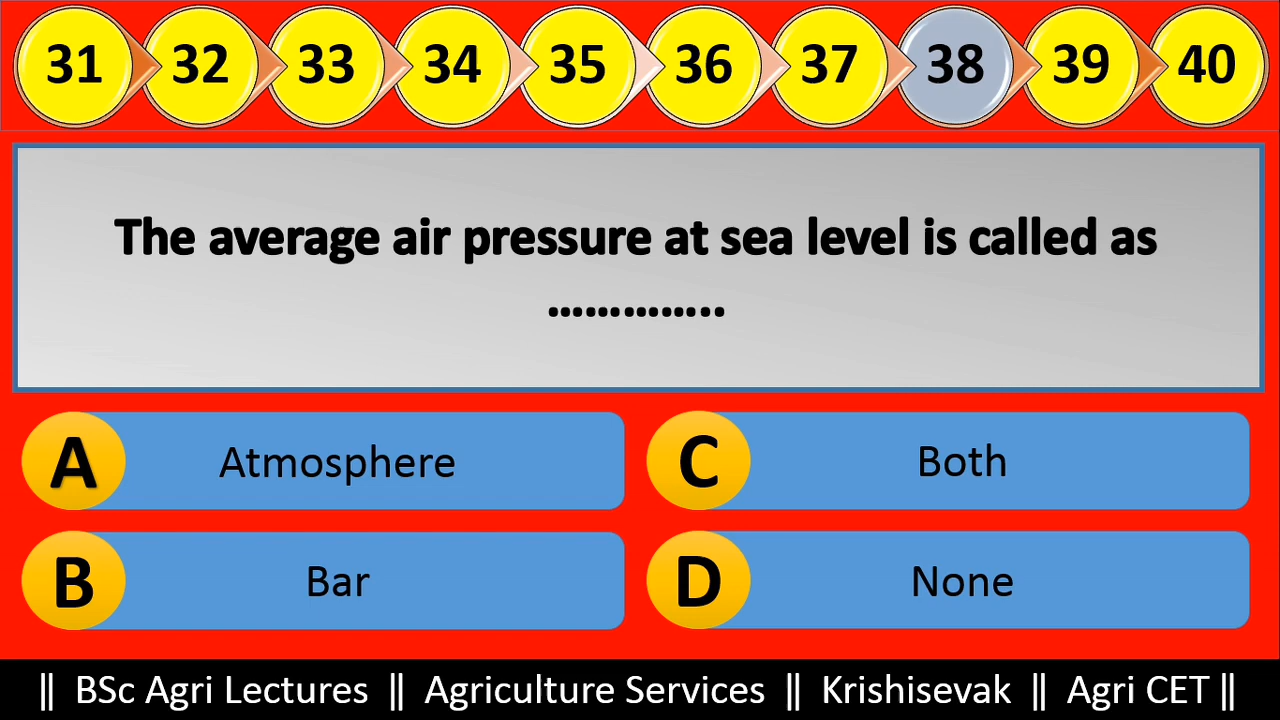 31 32 33 34 35 36 37 38 39 40
The average air pressure at sea level is called as
…………..
A Atmosphere
C Both
B Bar
D None
|| BSc Agri Lectures || Agriculture Services || Krishisevak || Agri CET ||